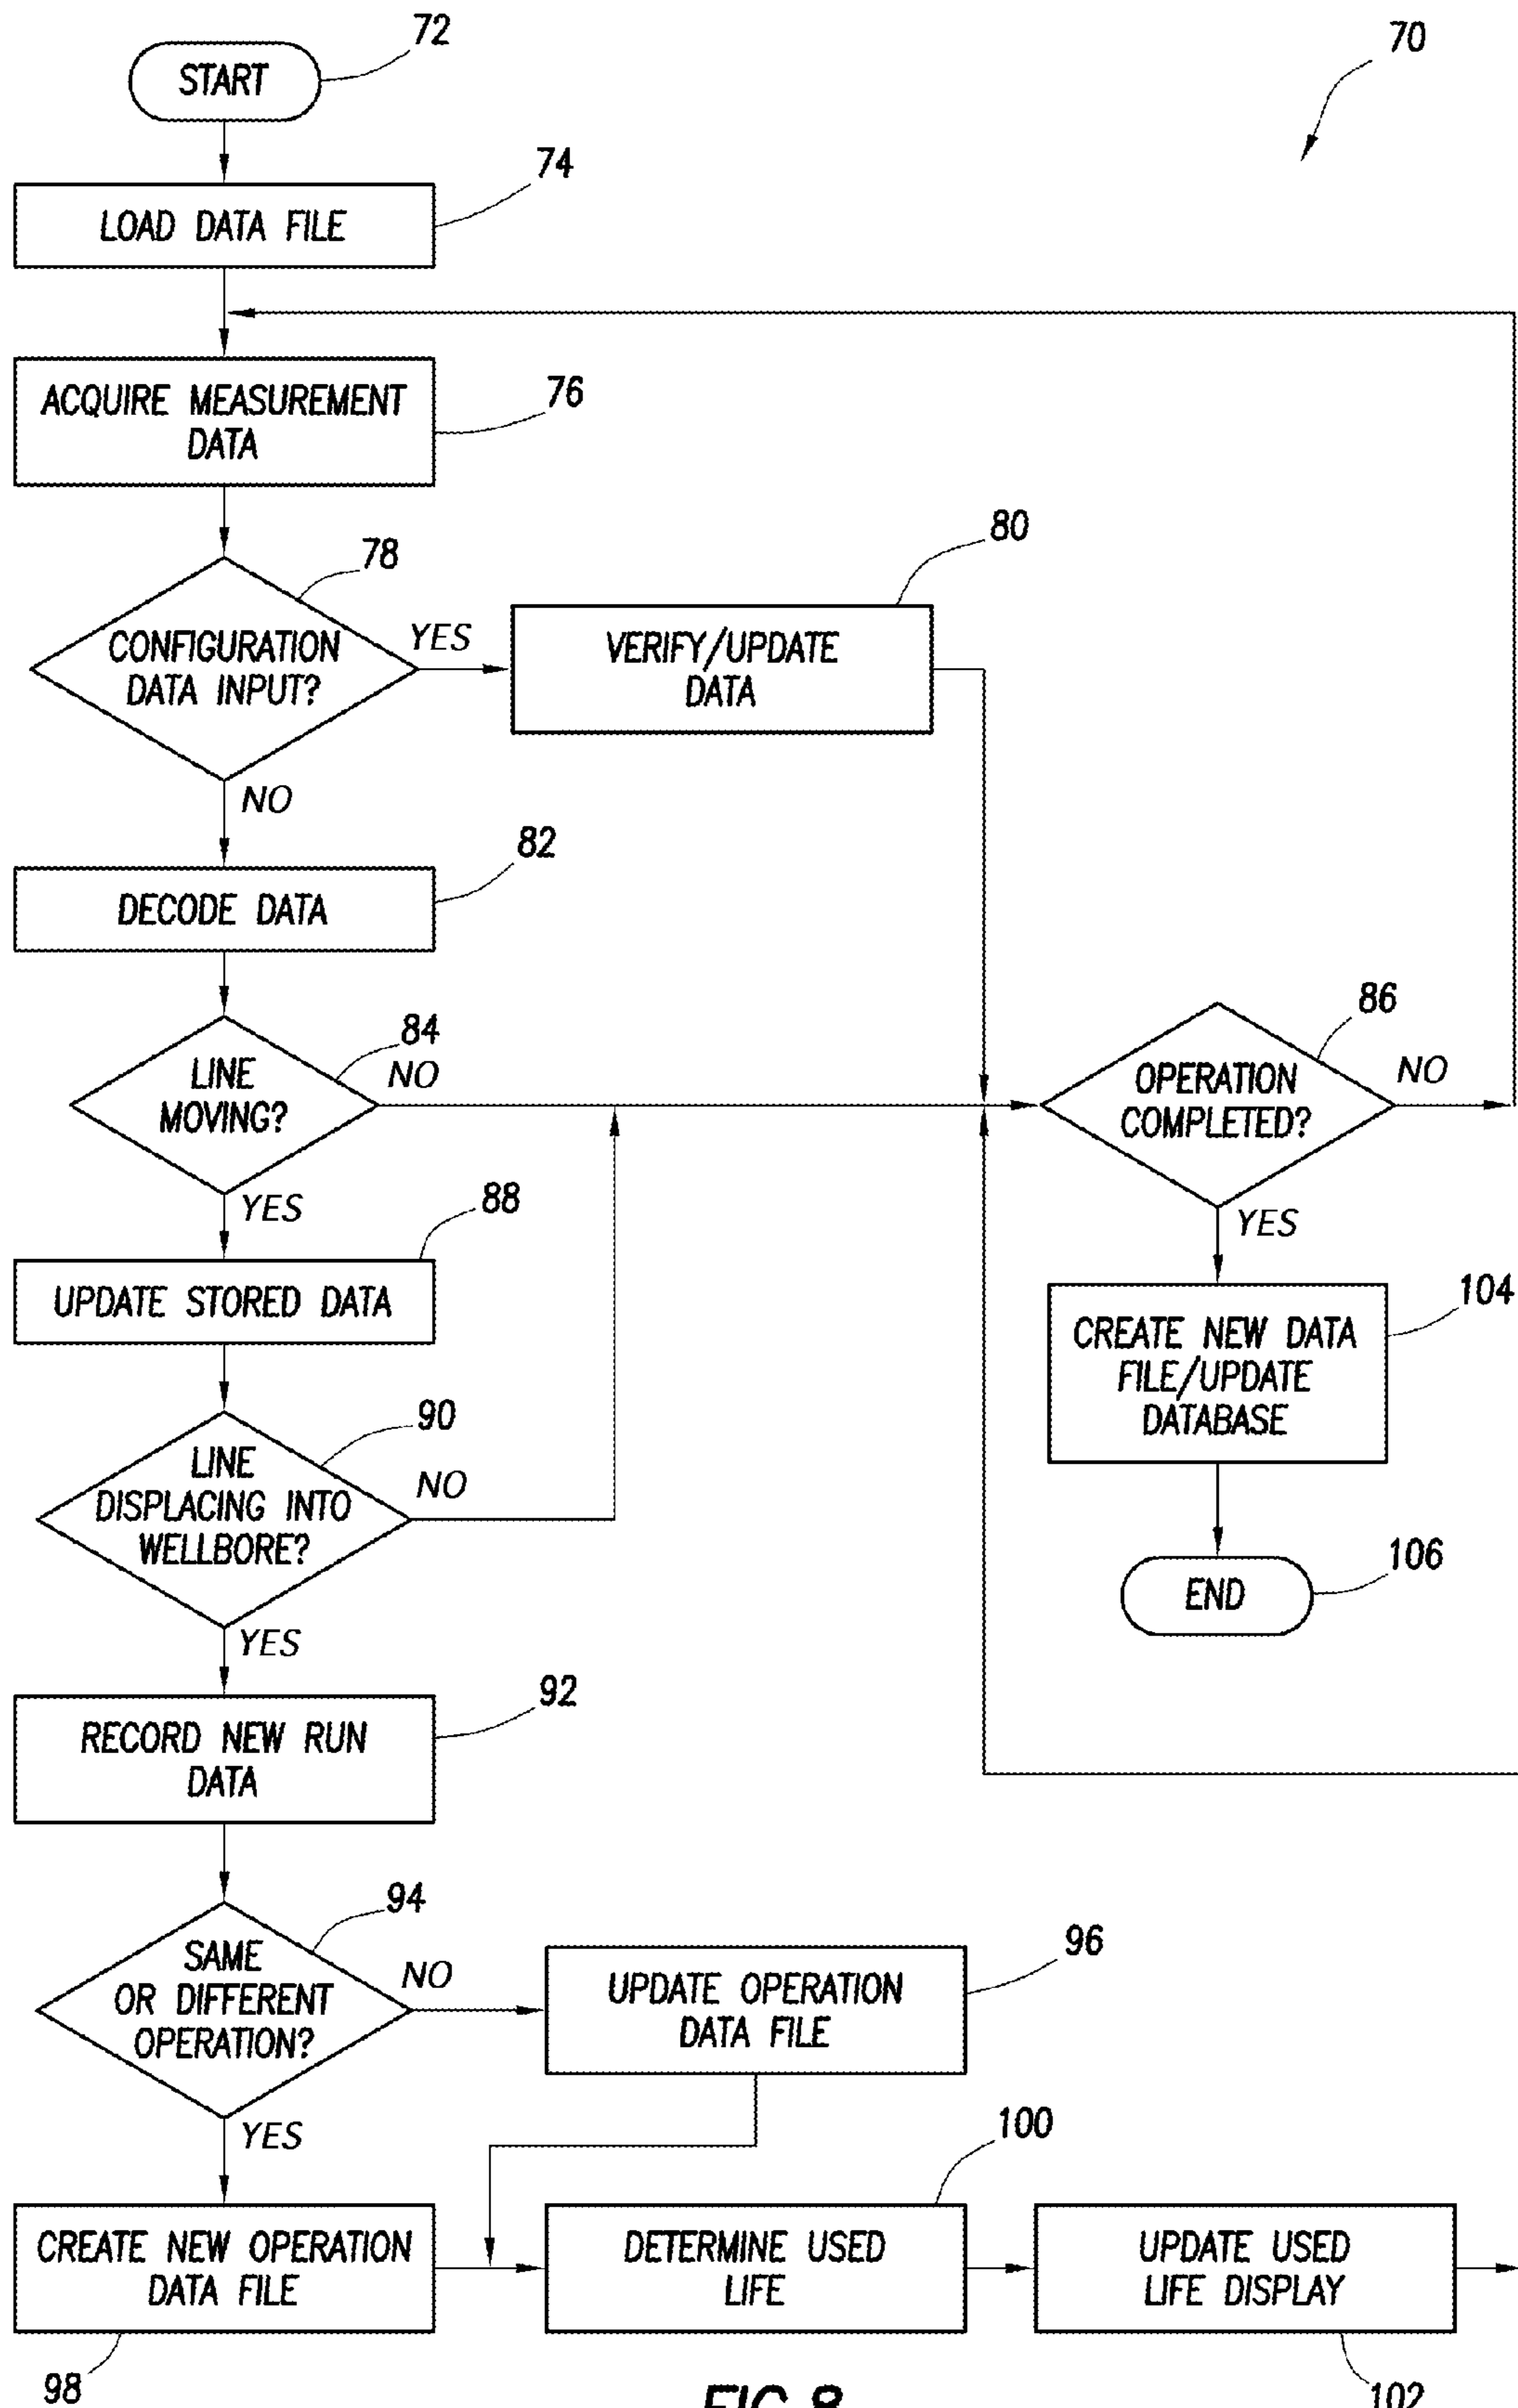 72
START
70
74
LOAD DATA FILE
76
ACQUIRE MEASUREMENT
DATA
80
78
CONFIGURATION
DATA INPUT?
YES
VERIFY/UPDATE
DATA
NO
82
DECODE DATA
86
84
LINE
MOVING?
NO
OPERATION
COMPLETED?
NO
YES
88
YES
UPDATE STORED DATA
104
CREATE NEW DATA
FILE/UPDATE
DATABASE
90
LINE
DISPLACING INTO
WELLBORE?
NO
106
END
YES
92
RECORD NEW RUN
DATA
94
SAME
OR DIFFERENT
OPERATION?
NO
96
UPDATE OPERATION
DATA FILE
YES
100
CREATE NEW OPERATION
DATA FILE
DETERMINE USED
LIFE
UPDATE USED
LIFE DISPLAY
98
102
FIG.8